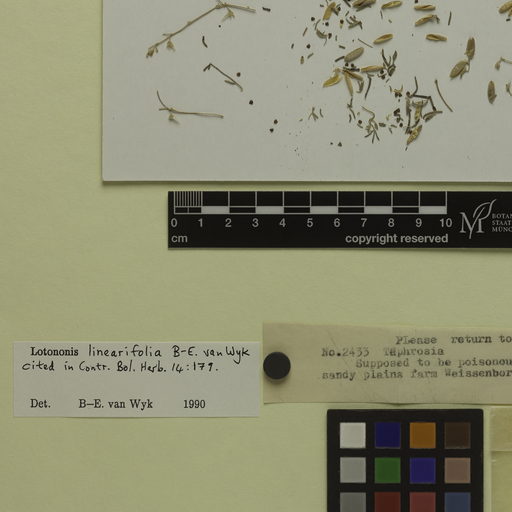 0 1 2 3 4 5 6 7 8 9 10
cm copyright reserved
BOTAN
STAAT
MÜNC
Lotononis linearifolia B-E. van Wyk
cited in Contr. Bol. Herb. 14:179.
Det. B—E. van Wyk 1990
PLease return to
No.2433 Tephrosia
Supposed to be poisonou
sandy plains farm Weissenbor